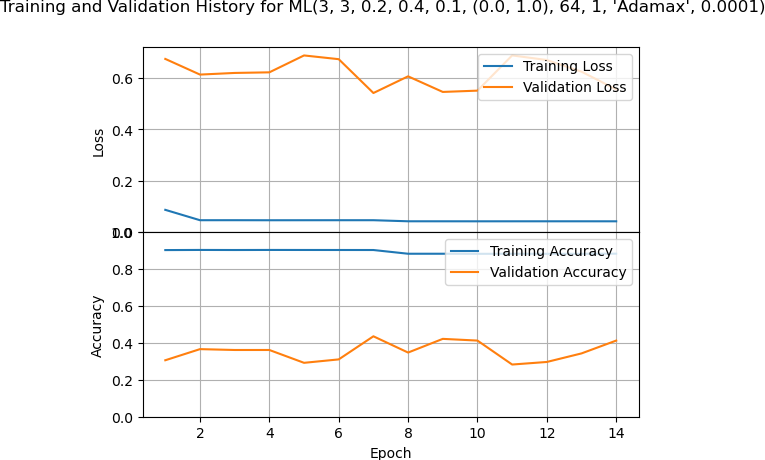 Training and Validation History for ML(3, 3, 0.2, 0.4, 0.1, (0.0, 1.0), 64, 1, 'Adamax', 0.0001)
Training Loss
Validation Loss
0.6
0.4
0.2
0.0
Loss
Training Accuracy
Validation Accuracy
1.0
0.8
0.6
0.4
0.2
0.0
Accuracy
2 4 6 8 10 12 14
Epoch